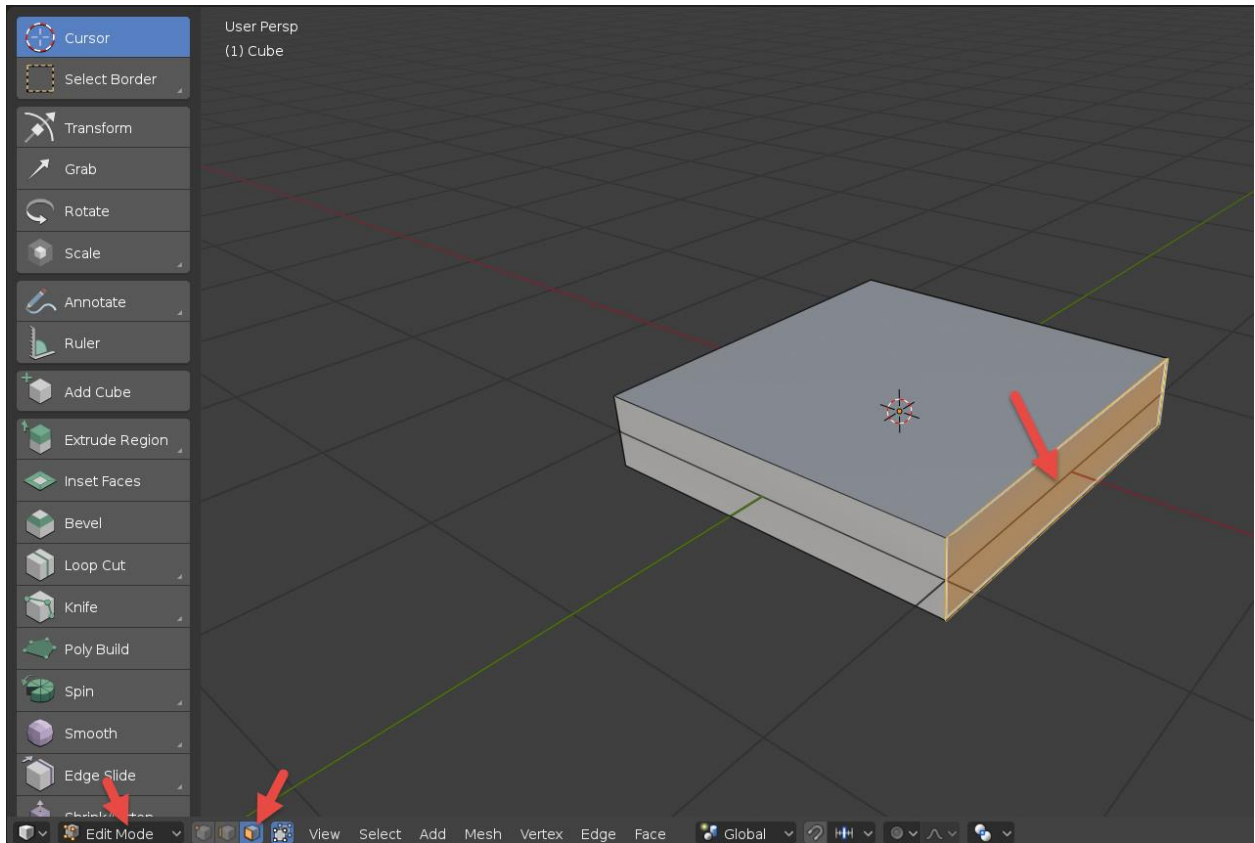 Cursor
Select Border
Transform
Grab
Rotate
Scale
Annotate
Ruler
Add Cube
Extrude Region
Inset Faces
Bevel
Loop Cut
Knife
Poly Build
Spin
Smooth
Edge Slide
User Persp
(1) Cube
Edit Mode View Select Add Mesh Vertex Edge Face Global